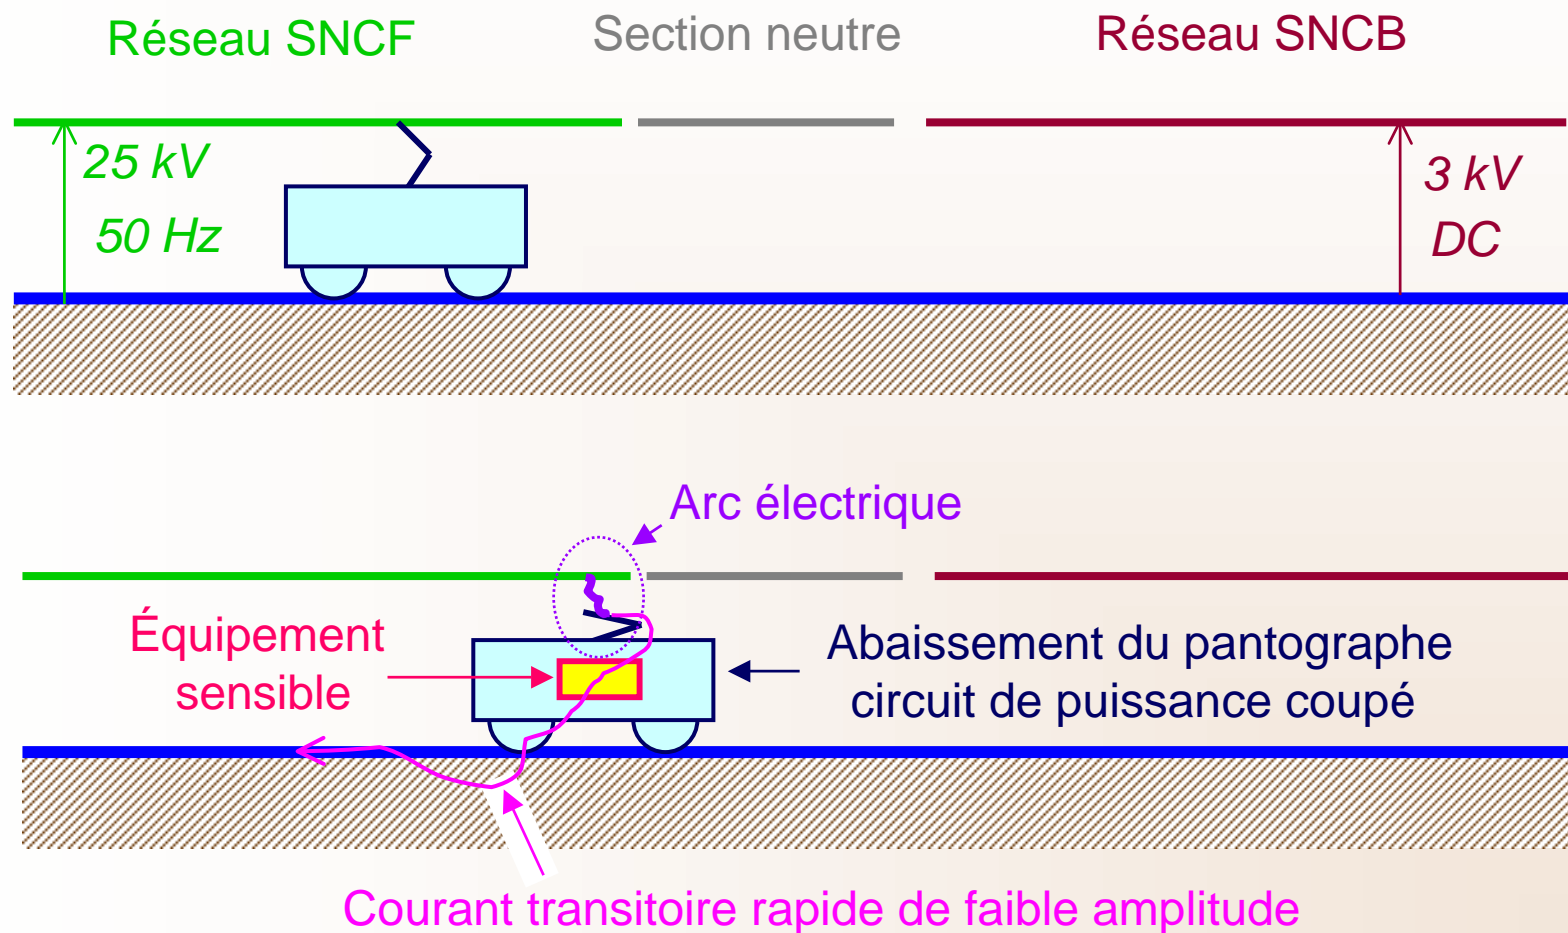 Réseau SNCF
Section neutre
Réseau SNCB
25 kV
50 Hz
3 kV
DC
Arc électrique
Équipement
sensible
Abaissement du pantographe
circuit de puissance coupé
Courant transitoire rapide de faible amplitude